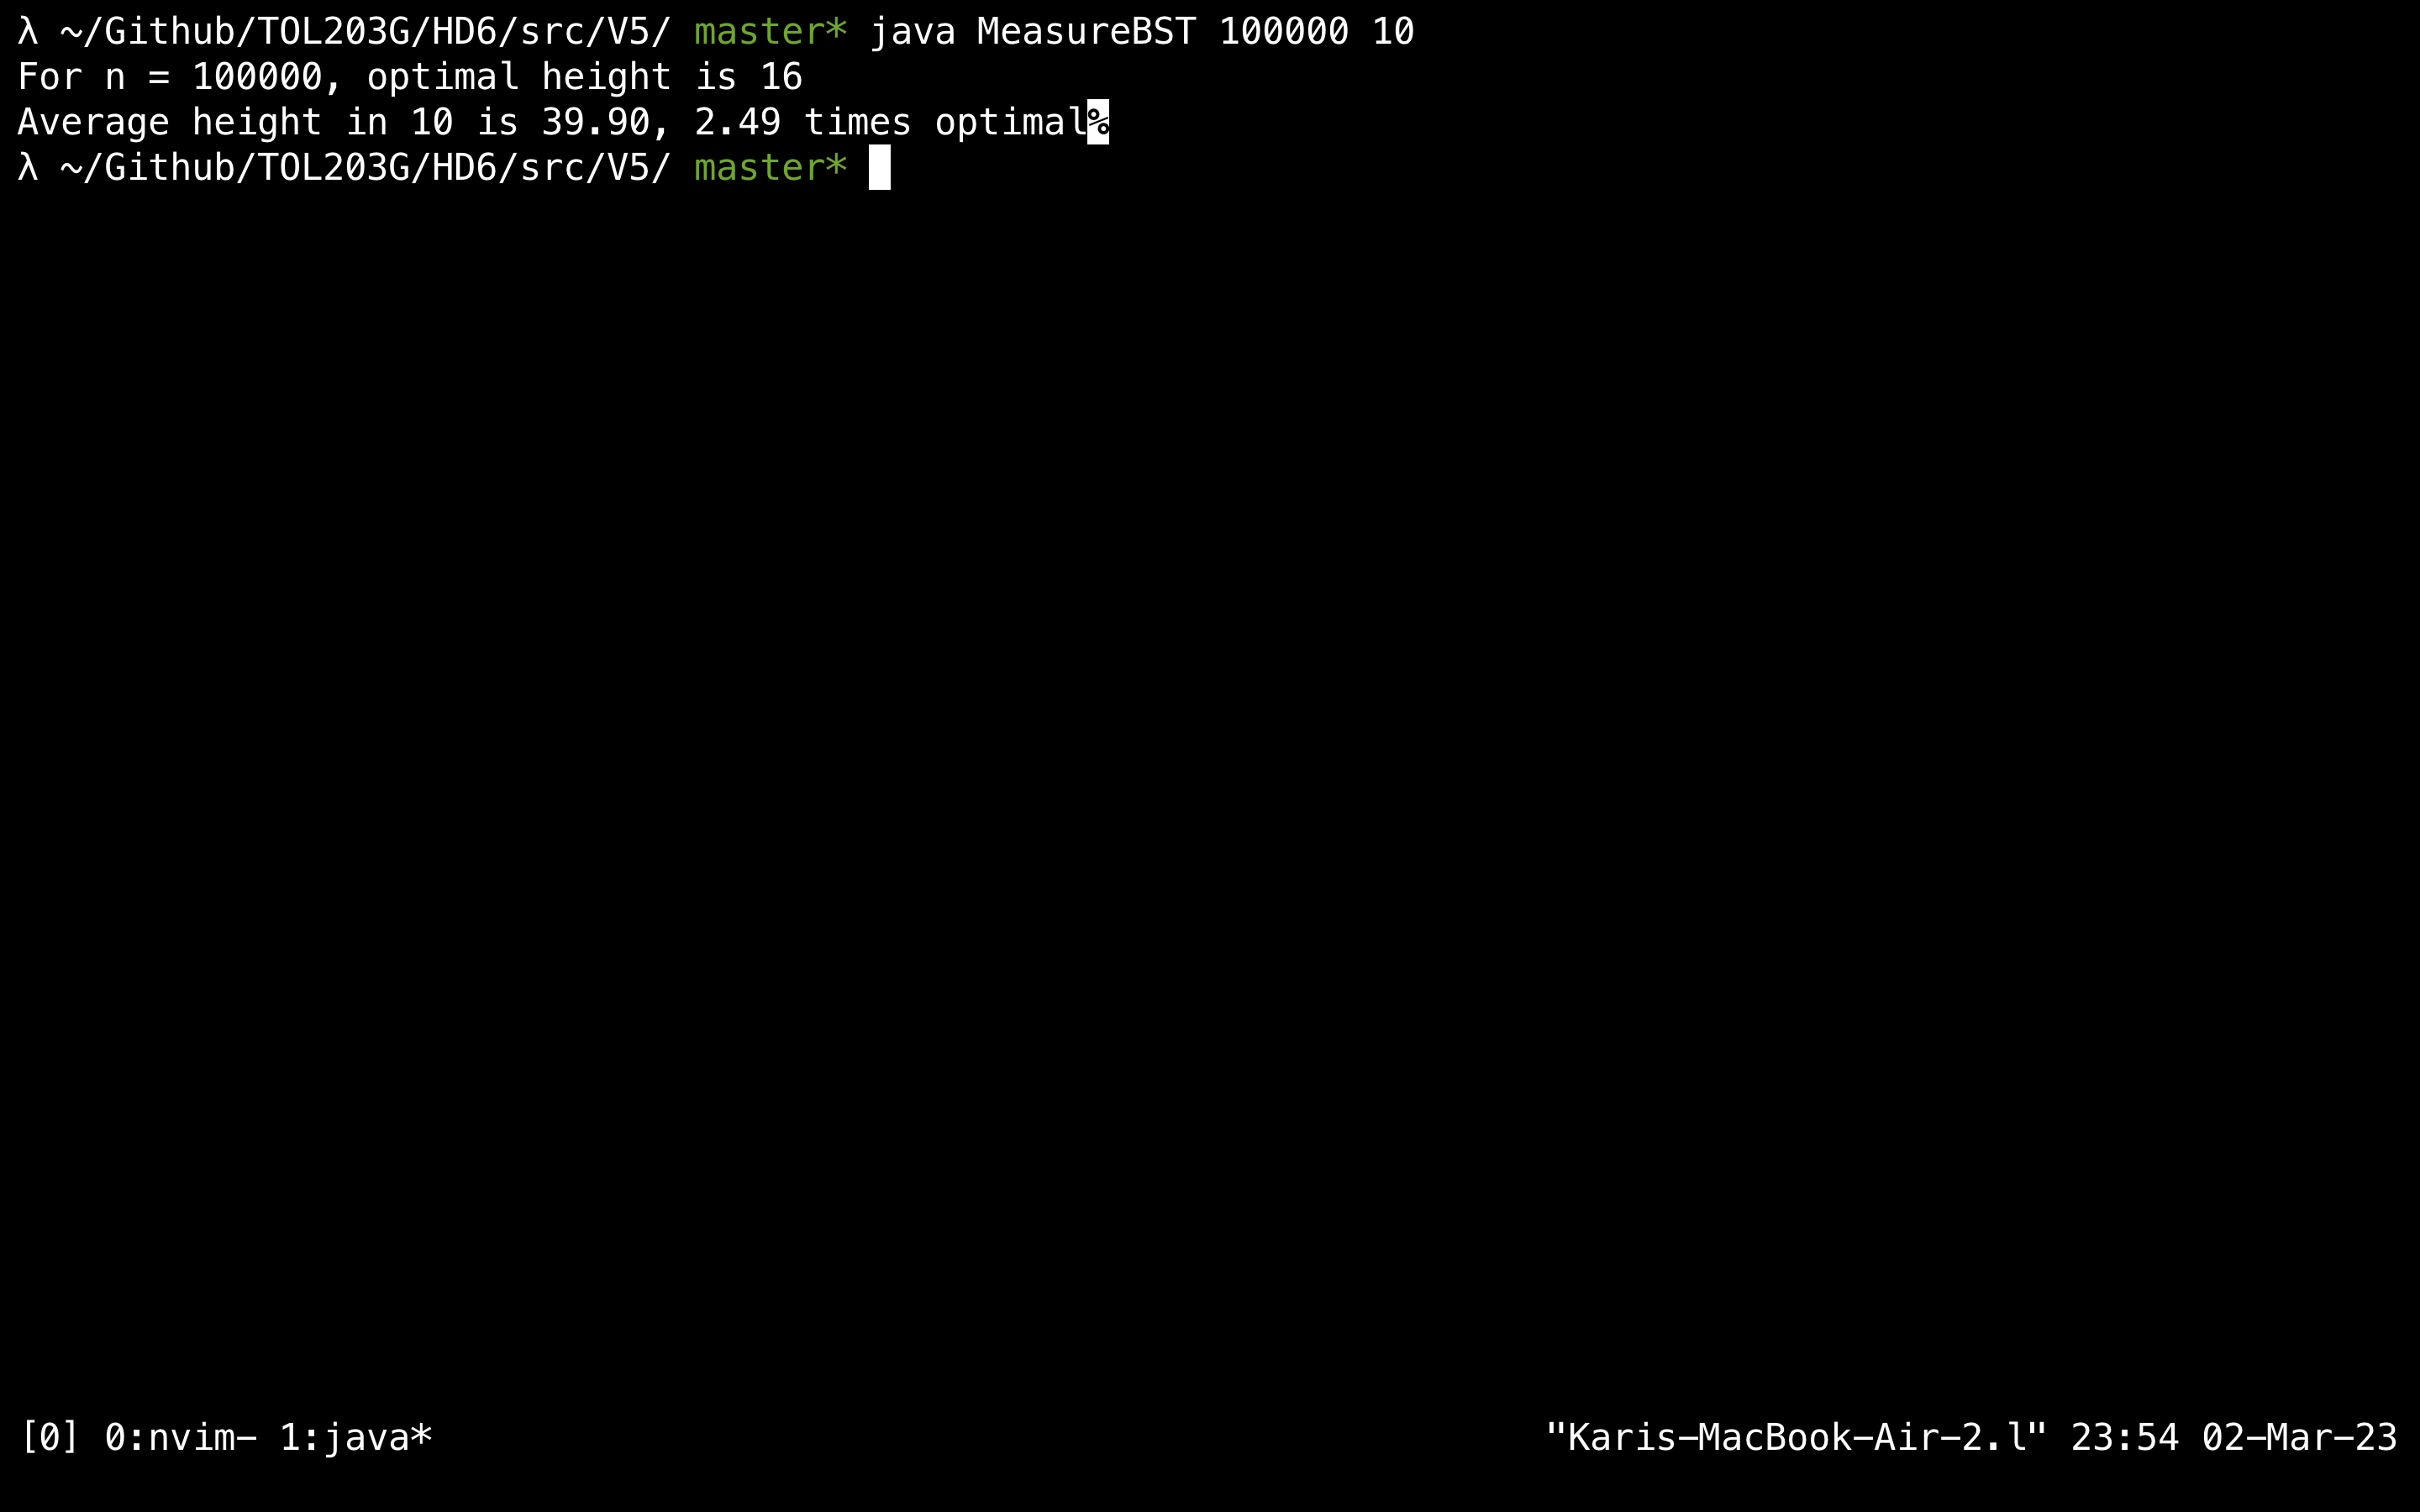 λ ~/Github/TOL203G/HD6/src/V5/ master* java MeasureBST 100000 10
For n = 100000, optimal height is 16
Average height in 10 is 39.90, 2.49 times optimal%
λ ~/Github/TOL203G/HD6/src/V5/ master*
[0] 0:nvim- 1:java* "Karis-MacBook-Air-2.l" 23:54 02-Mar-23